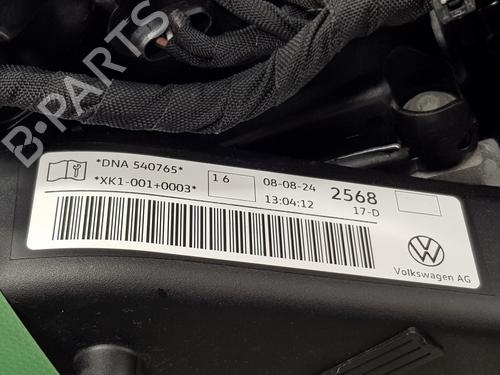 B-PARTS
*DNA 540765*
*XK1-001+0003*
16
08-08-24
13:04:12
2568
17-D
Volkswagen AG